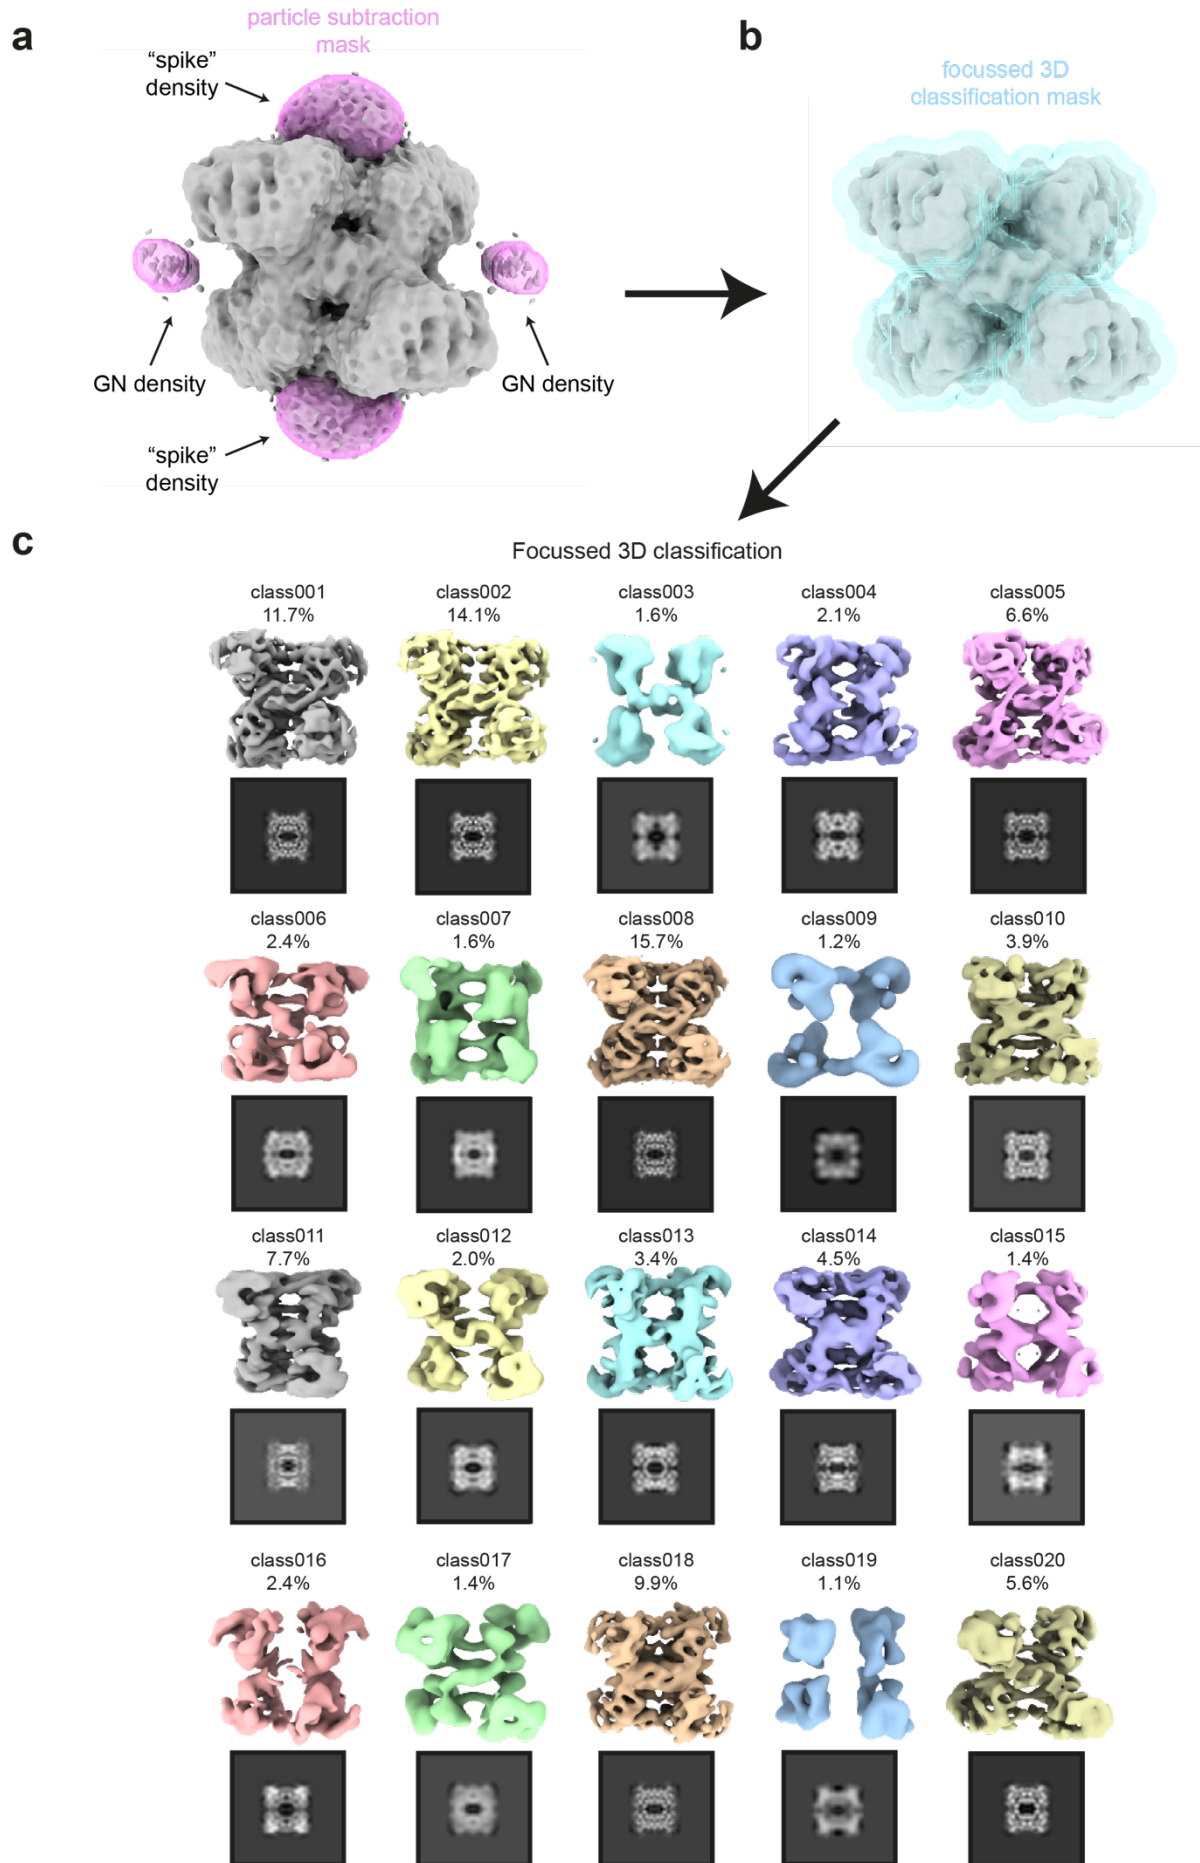 a
particle subtraction
mask
“spike”
density
GN density
GN density
“spike”
density
b
focussed 3D
classification mask
c
Focussed 3D classification
class001
11.7%
class002
14.1%
class003
1.6%
class004
2.1%
class005
6.6%
class006
2.4%
class007
1.6%
class008
15.7%
class009
1.2%
class010
3.9%
class011
7.7%
class012
2.0%
class013
3.4%
class014
4.5%
class015
1.4%
class016
2.4%
class017
1.4%
class018
9.9%
class019
1.1%
class020
5.6%